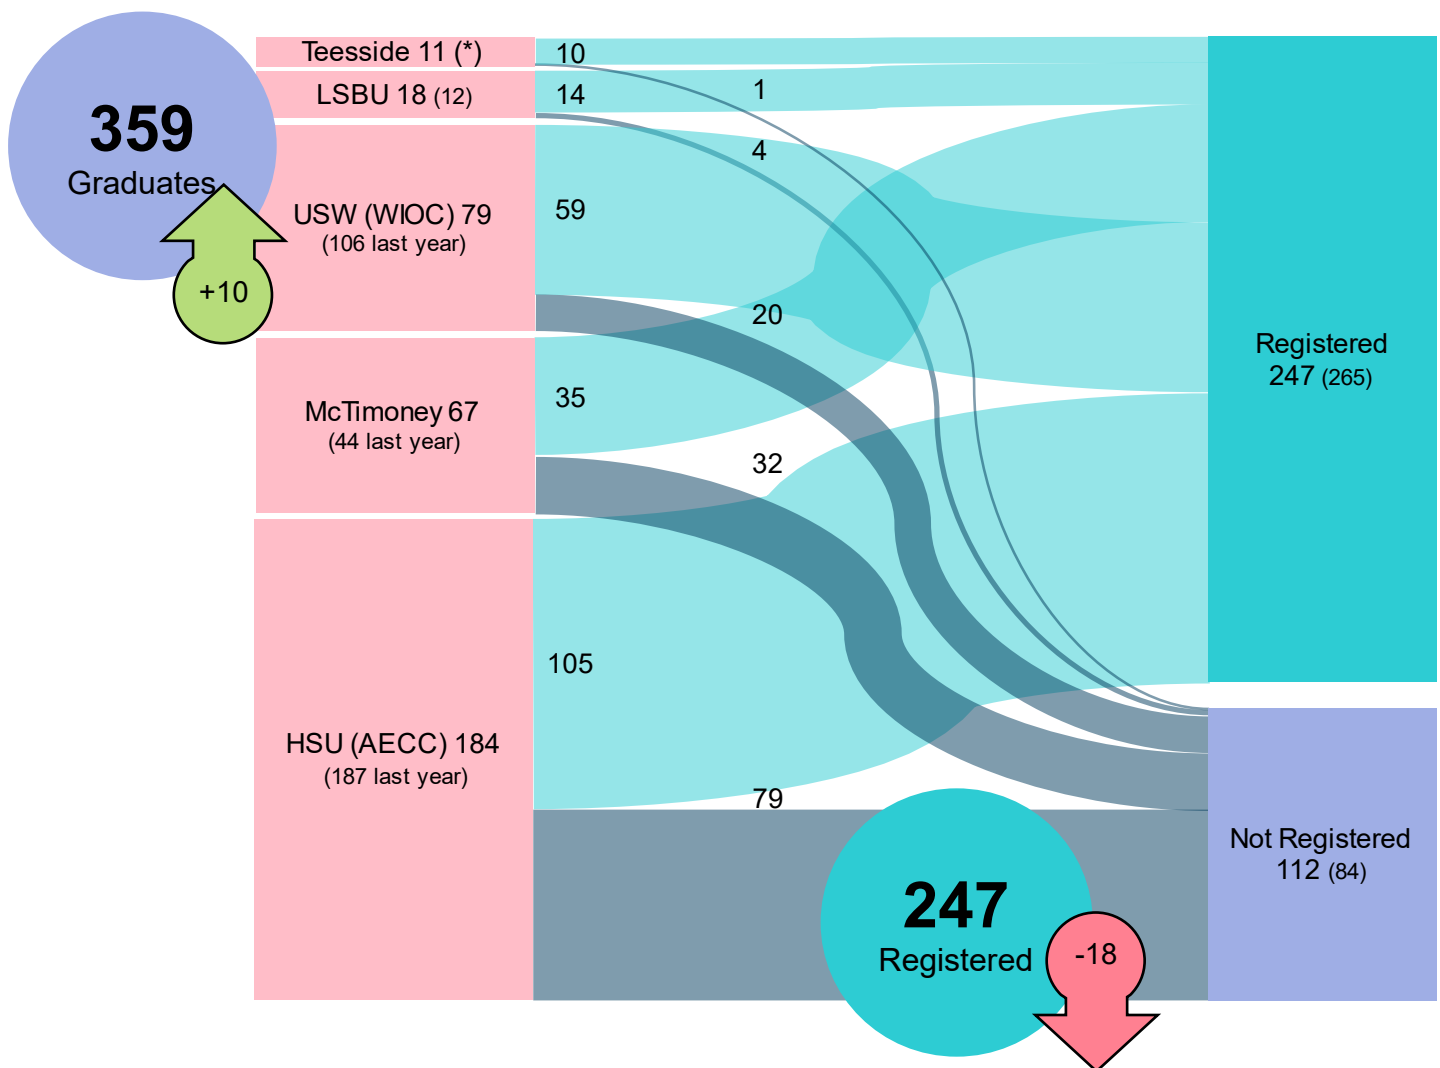 359
Graduates
+10
Teesside 11 (*)
LSBU 18 (12)
USW (WIOC) 79
(106 last year)
McTimoney 67
(44 last year)
HSU (AECC) 184
(187 last year)
10
14
59
35
105
1
4
20
32
79
Registered
247 (265)
Not Registered
112 (84)
247
Registered
-18